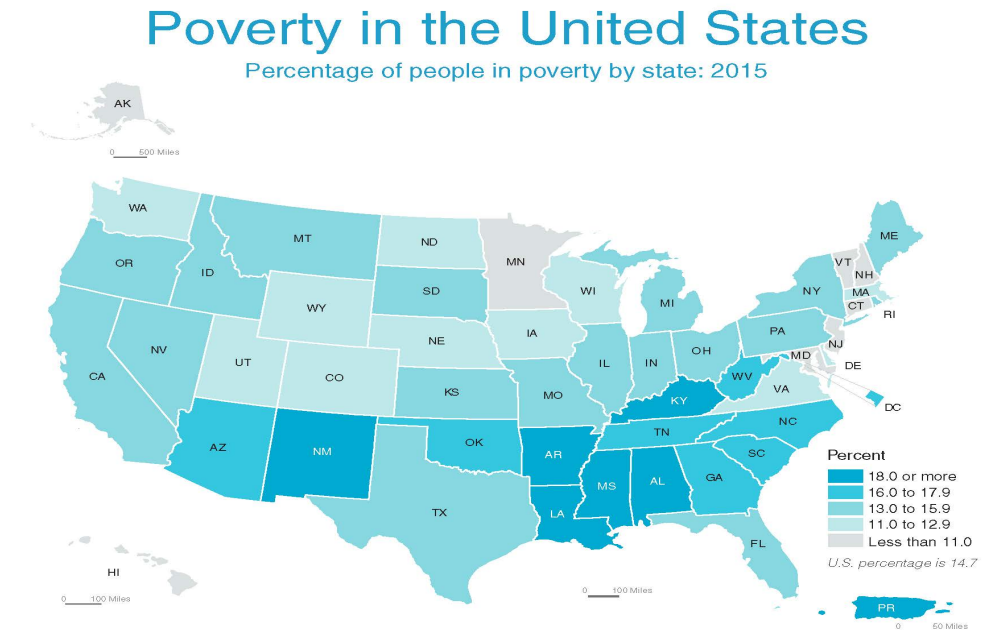 Poverty in the United States
Percentage of people in poverty by state: 2015
AK
0 500 Miles
WA
MT
ND
MN
ME
OR
ID
SD
WI
MI
VT
NH
NY
MA
CT
RI
WY
IA
PA
NJ
NV
NE
IL
IN
OH
MD
DE
UT
CO
CA
KS
MO
WV
VA
KY
DC
AZ
NM
OK
AR
TN
NC
SC
MS
AL
GA
TX
LA
FL
Percent
18.0 or more
16.0 to 17.9
13.0 to 15.9
11.0 to 12.9
Less than 11.0
U.S. percentage is 14.7
HI
0 100 Miles
0 100 Miles
PR
0 50 Miles